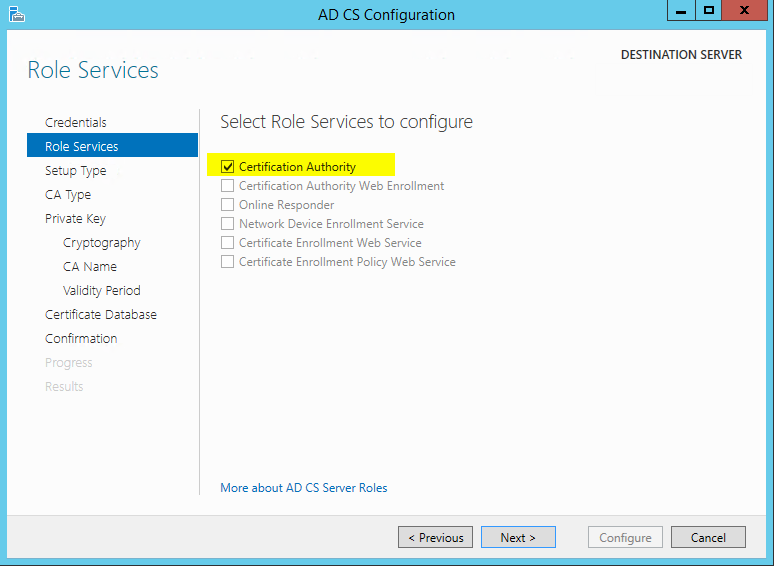 AD CS Configuration
DESTINATION SERVER
Role Services
Credentials
Role Services
Setup Type
CA Type
Private Key
Cryptography
CA Name
Validity Period
Certificate Database
Confirmation
Progress
Results
Select Role Services to configure
Certification Authority
Certification Authority Web Enrollment
Online Responder
Network Device Enrollment Service
Certificate Enrollment Web Service
Certificate Enrollment Policy Web Service
More about AD CS Server Roles
< Previous
Next >
Configure
Cancel